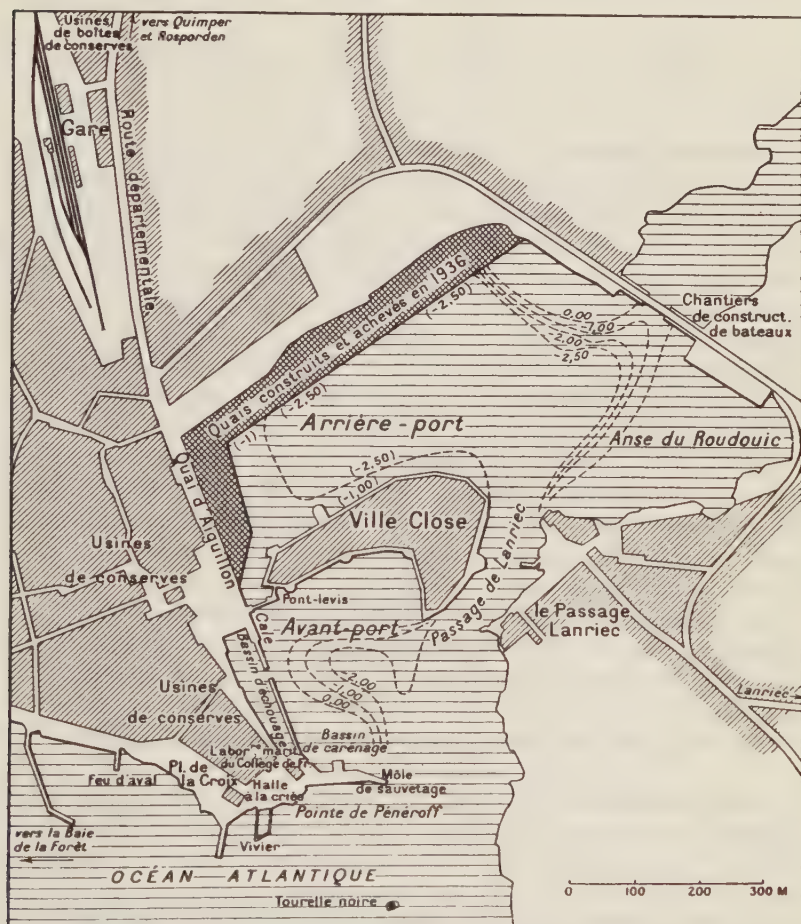 Usines
de boîtes
de conserves
vers Quimper
et Rosporden
Gare
Route départementale
Quais construits et achevés en 1936
(-2,50)
0,00
-1,00
-2,00
-2,50
Chantiers
de construct.
de bateaux
(-2,50)
(-1)
Arrière-port
Anse du Roudouic
(-2,50)
(-1,00)
Quai d'Aiguillon
Ville Close
Usines
de conserves
Passage de Lanriec
Pont-levis
Cale
Avant-port
le Passage
Lanriec
Bassin d'échouage
Usines
de conserves
2,00
-1,00
0,00
Lanriec
Bassin
de carénage
Labor.re marit.
du Collège de Fr.
Pl. de
la Croix
Feu d'aval
Halle
à la criée
Môle
de sauvetage
Pointe de Pénéroff
vers la Baie
de la Forêt
Vivier
OCÉAN ATLANTIQUE
Tourelle noire
0 100 200 300 M